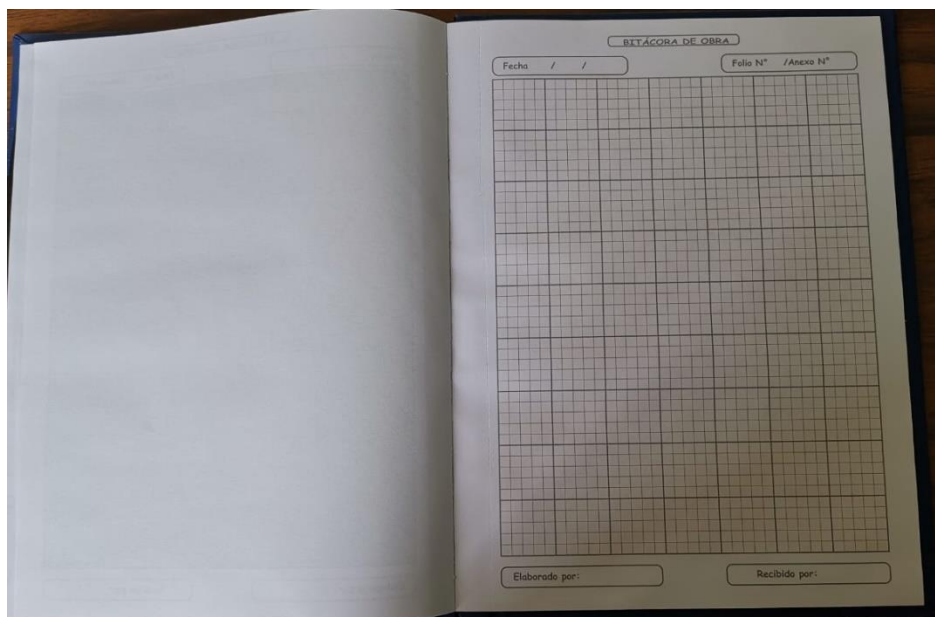 BITÁCORA DE OBRA
Fecha / / Folio N° /Anexo N°
Elaborado por: Recibido por: